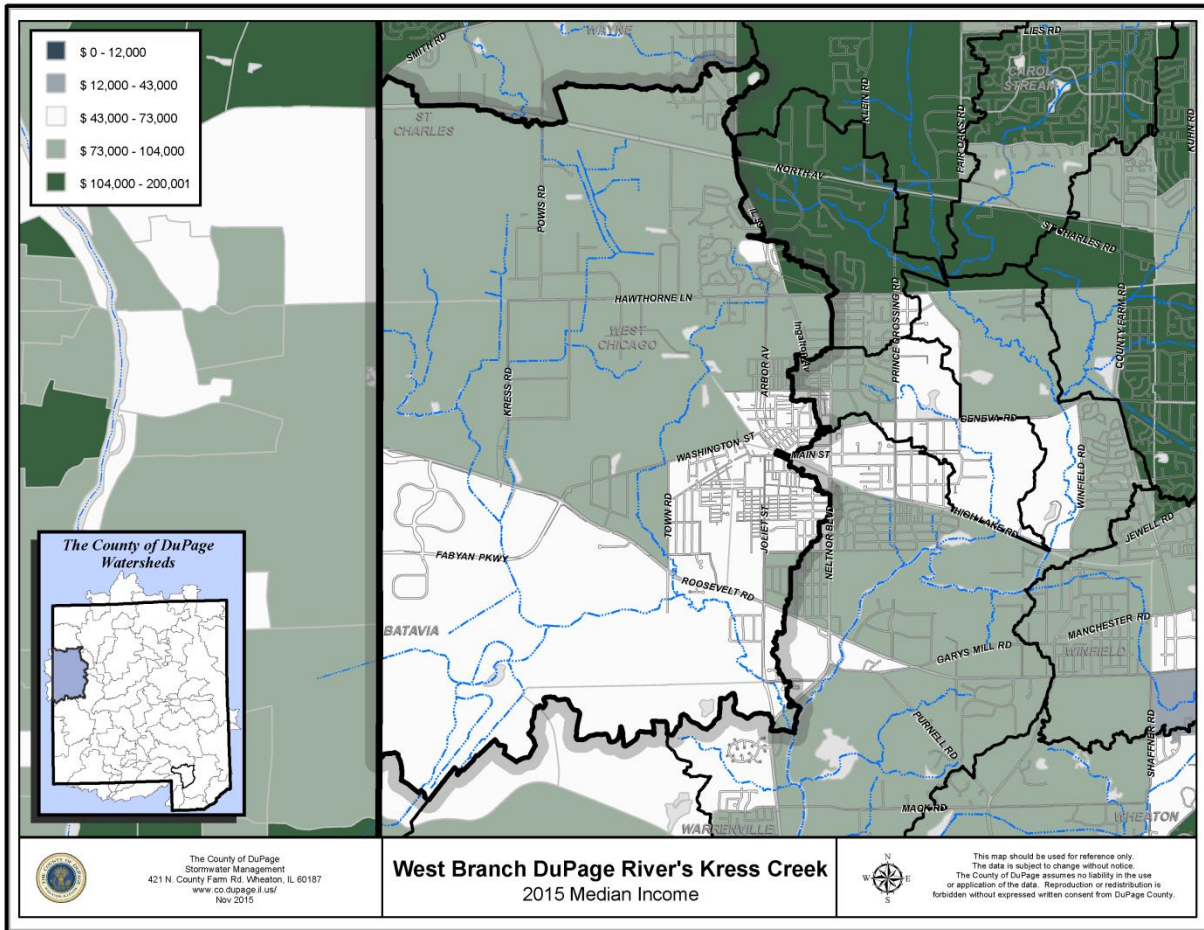 $ 0 - 12,000
$ 12,000 - 43,000
$ 43,000 - 73,000
$ 73,000 - 104,000
$ 104,000 - 200,001
SMITH RD
WAYNE
LIES RD
CAROL
STREAM
KLEIN RD
FAIR OAKS RD
KUHN RD
ST
CHARLES
POWIS RD
NORTH AV
IL 59
ST CHARLES RD
HAWTHORNE LN
PRINCE CROSSING RD
COUNTY FARM RD
WEST
CHICAGO
Ingalton AV
ARBOR AV
KRESS RD
GENEVA RD
WASHINGTON ST
MAIN ST
WINFIELD RD
TOWN RD
JOLIET ST
NELTNOR BLVD
HIGH LAKE RD
JEWELL RD
FABYAN PKWY
ROOSEVELT RD
BATAVIA
MANCHESTER RD
WINFIELD
GARYS MILL RD
PURNELL RD
SHAFFNER RD
MACK RD
WARRENVILLE
WHEATON
The County of DuPage
Watersheds
The County of DuPage
Stormwater Management
421 N. County Farm Rd. Wheaton, IL 60187
www.co.dupage.il.us/
Nov 2015
West Branch DuPage River's Kress Creek
2015 Median Income
N
W
E
S
This map should be used for reference only.
The data is subject to change without notice.
The County of DuPage assumes no liability in the use
or application of the data. Reproduction or redistribution is
forbidden without expressed written consent from DuPage County.